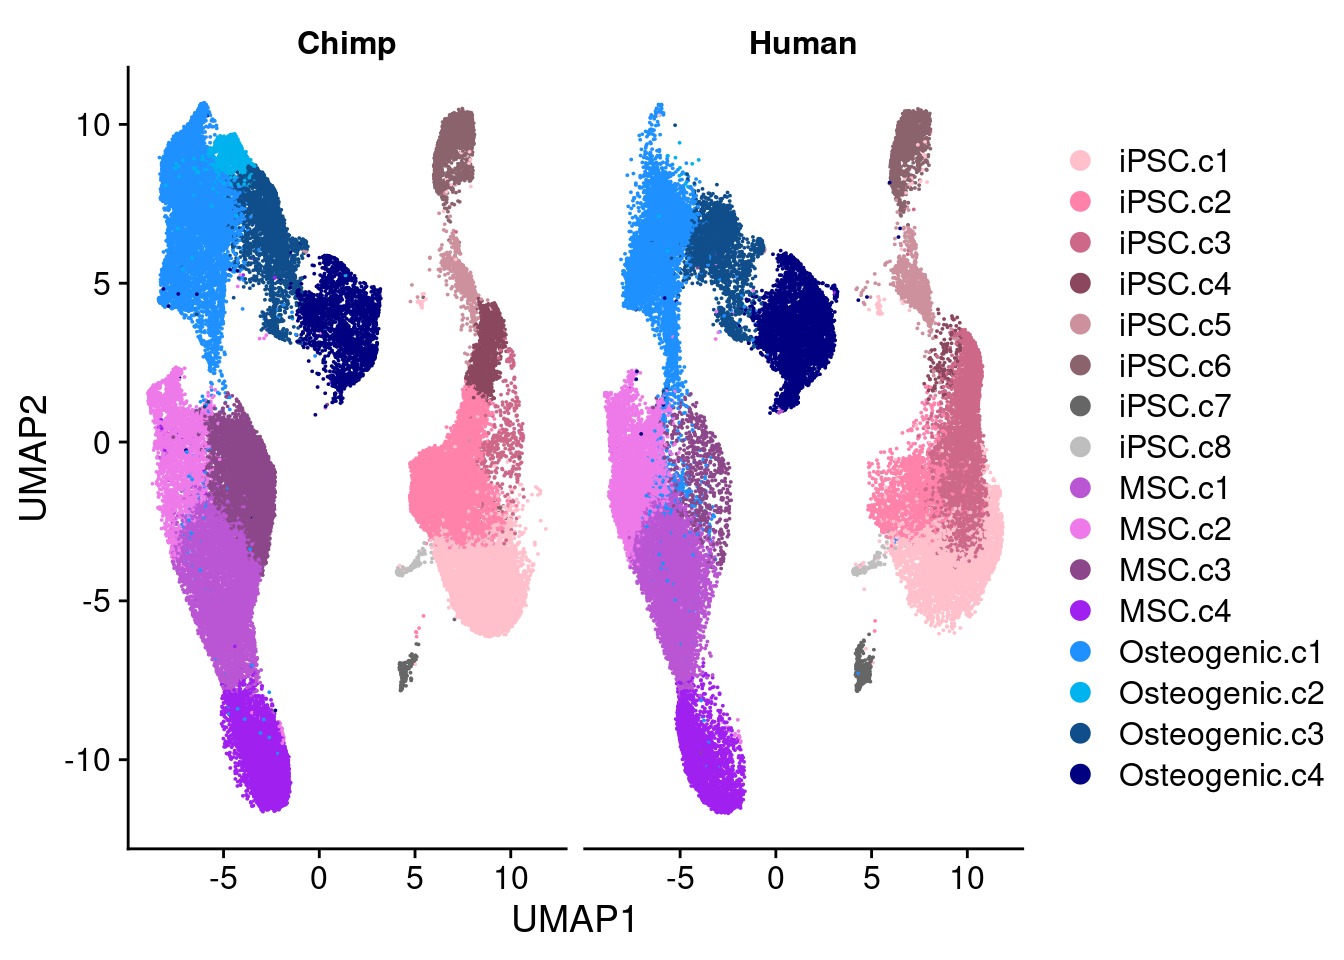 Chimp
Human
10
5
0
-5
-10
UMAP2
-5 0 5 10
-5 0 5 10
UMAP1
iPSC.c1
iPSC.c2
iPSC.c3
iPSC.c4
iPSC.c5
iPSC.c6
iPSC.c7
iPSC.c8
MSC.c1
MSC.c2
MSC.c3
MSC.c4
Osteogenic.c1
Osteogenic.c2
Osteogenic.c3
Osteogenic.c4